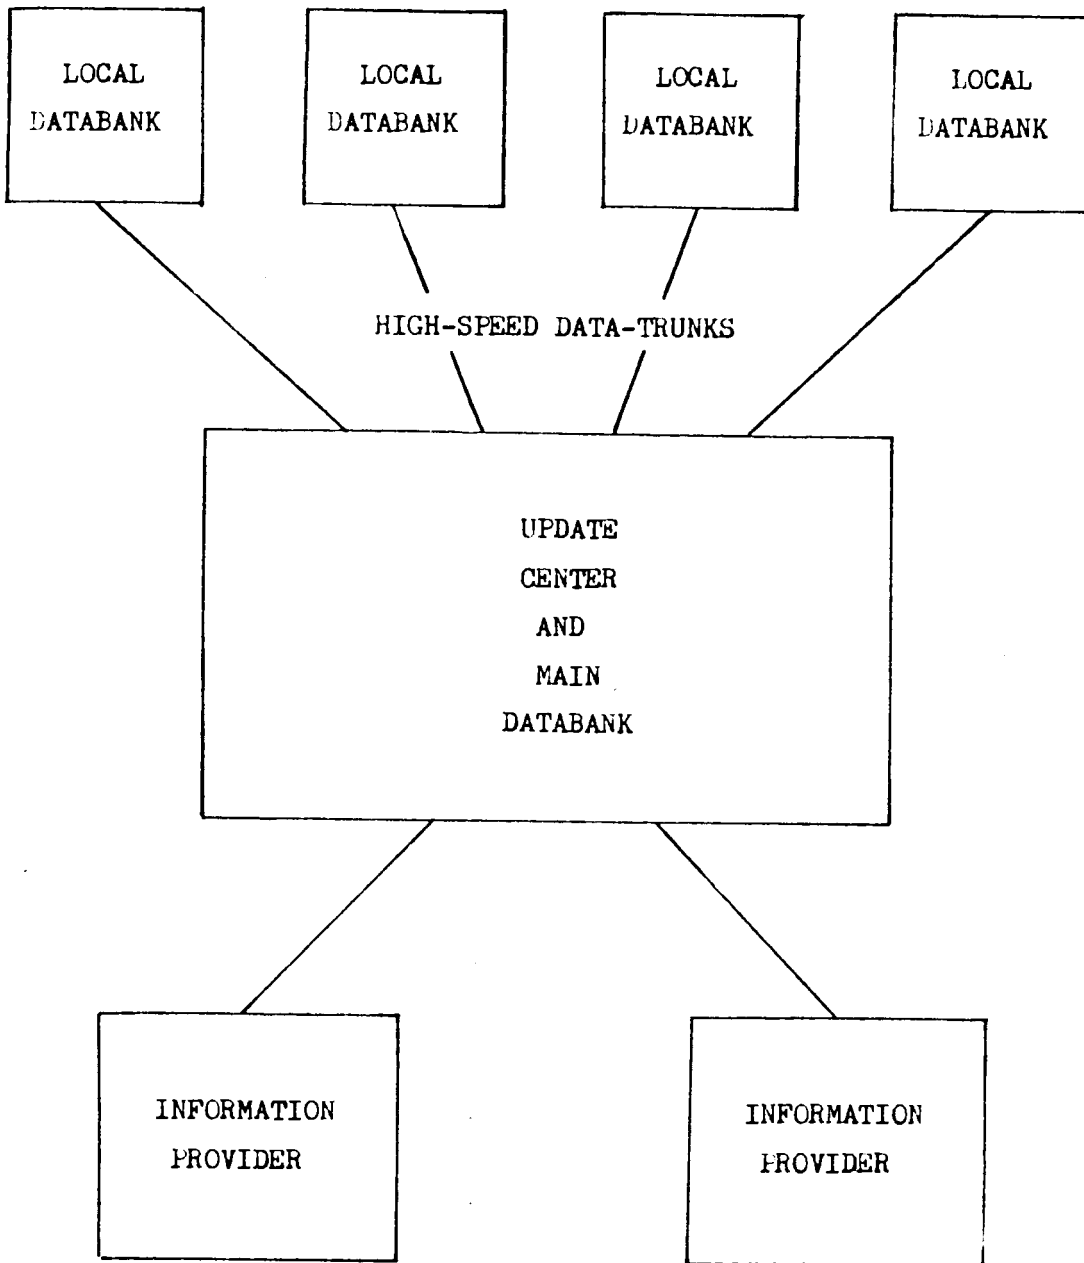 LOCAL
DATABANK
LOCAL
DATABANK
LOCAL
DATABANK
LOCAL
DATABANK
HIGH-SPEED DATA-TRUNKS
UPDATE
CENTER
AND
MAIN
DATABANK
INFORMATION
PROVIDER
INFORMATION
PROVIDER